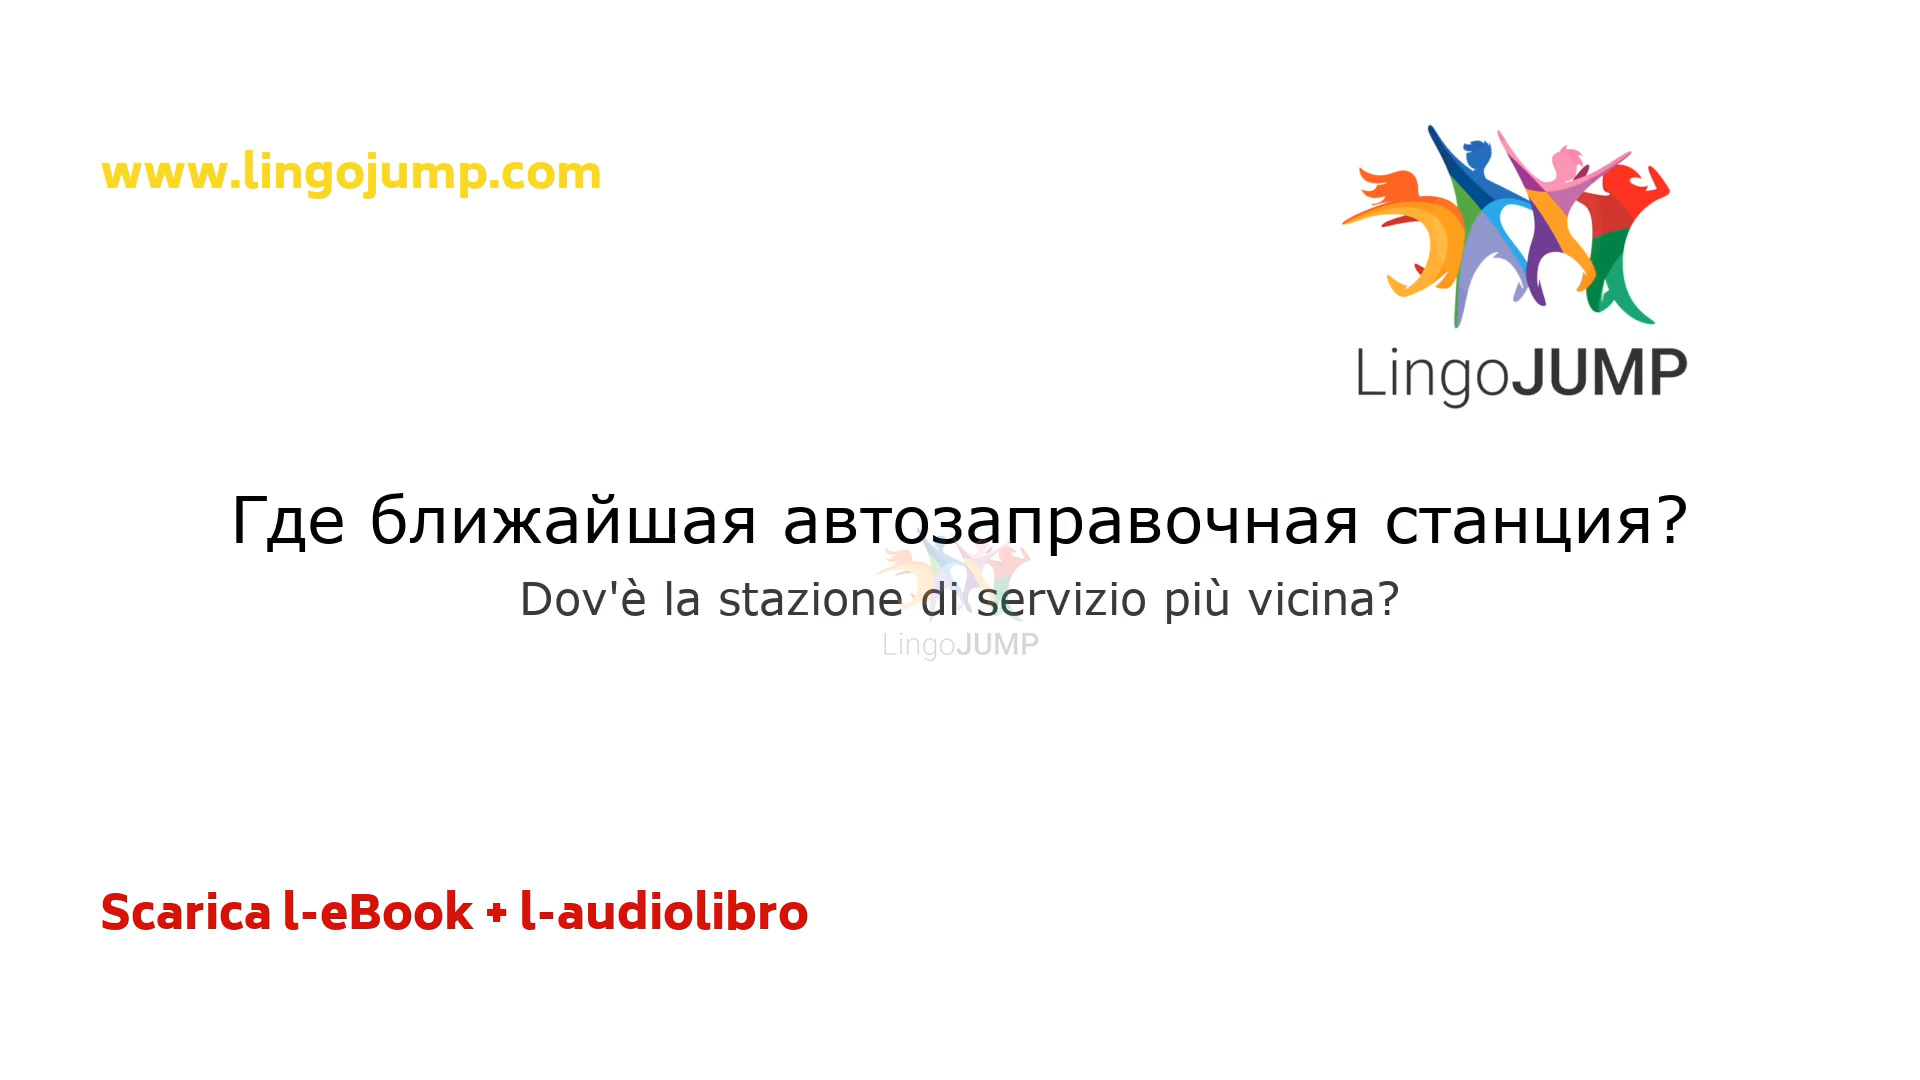 www.lingojump.com
LingoJUMP
Где ближайшая автозаправочная станция?
Dov'è la stazione di servizio più vicina?
LingoJUMP
Scarica l-eBook + l-audiolibro